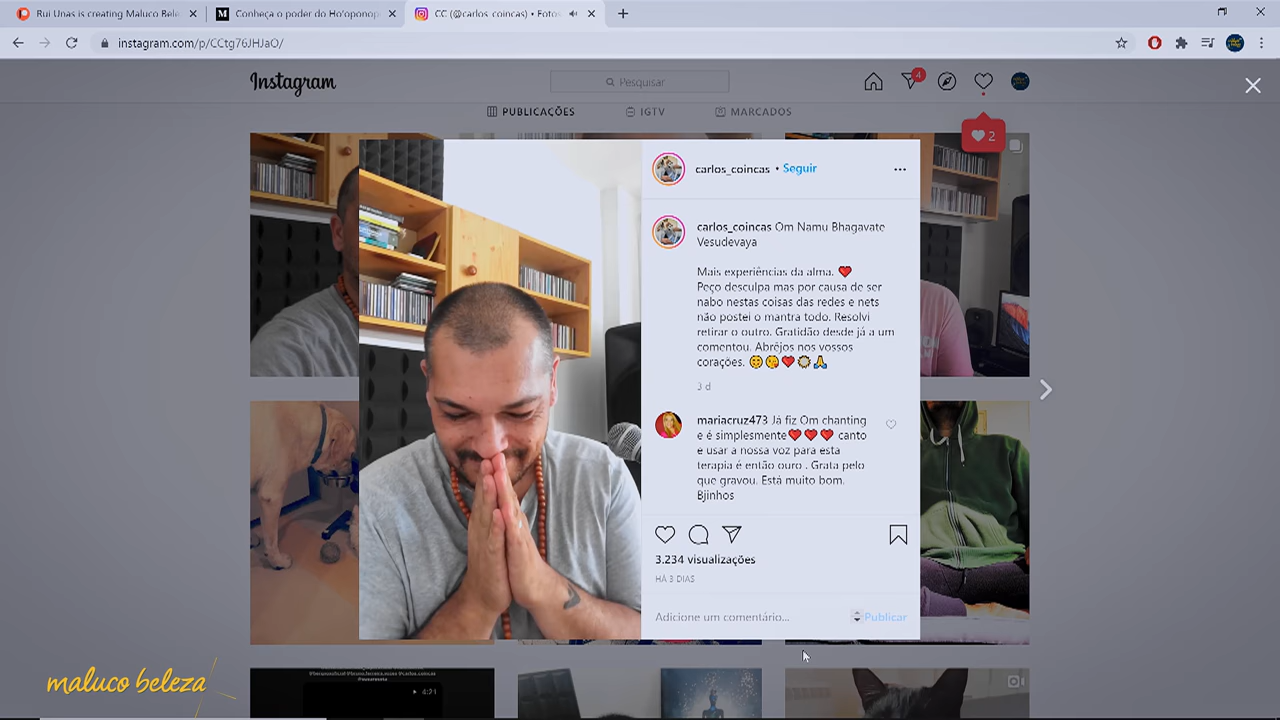 Rui Unas is creating Maluco Bele
Conheça o poder do Ho'oponop
CC (@carlos_coincas) • Fotos
instagram.com/p/CCtg76JHJaO/
Instagram
Pesquisar
4
PUBLICAÇÕES
IGTV
MARCADOS
2
carlos_coincas • Seguir
carlos_coincas Om Namu Bhagavate
Vesudevaya
Mais experiências da alma. ❤️
Peço desculpa mas por causa de ser
nabo nestas coisas das redes e nets
não postei o mantra todo. Resolvi
retirar o outro. Gratidão desde já a um
comentou. Abrêjos nos vossos
corações.
3 d
mariacruz473 Já fiz Om chanting
e é simplesmente❤️❤️❤️ canto
e usar a nossa voz para esta
terapia é então ouro . Grata pelo
que gravou. Está muito bom.
Bjinhos
3.234 visualizações
HÁ 3 DIAS
Adicione um comentário...
Publicar
maluco beleza
4:21